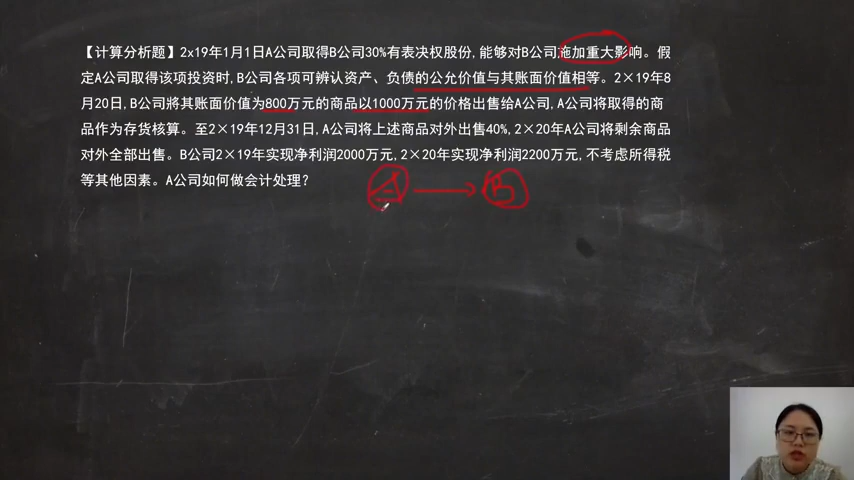 【计算分析题】2x19年1月1日A公司取得B公司30%有表决权股份,能够对B公司施加重大影响。假
定A公司取得该项投资时,B公司各项可辨认资产、负债的公允价值与其账面价值相等。2×19年8
月20日,B公司將其账面价值为800万元的商品以1000万元的价格出售给A公司,A公司将取得的商
品作为存货核算。至2×19年12月31日,A公司将上述商品对外出售40%,2×20年A公司将剩余商品
对外全部出售。B公司2×19年实现净利润2000万元,2×20年实现净利润2200万元,不考虑所得税
等其他因素。A公司如何做会计处理?
A → B